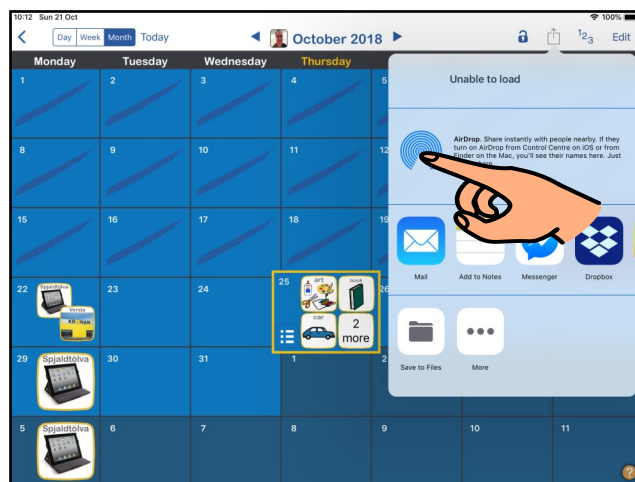 10:12 Sun 21 Oct 100%
Day Week Month Today October 2018 123 Edit
Monday Tuesday Wednesday Thursday
Unable to load
1 2 3 4 5
AirDrop. Share instantly with people nearby. If they
turn on AirDrop from Control Centre on iOS or from
Finder on the Mac, you'll see their names here. Just
8 9 10 11 12
15 16 17 18 19
Mail Add to Notes Messenger Dropbox
22 Spjaldtölva 23 24 25 art book 26
Versla
car 2
more
29 Spjaldtölva 30 31 1 2
Save to Files More
5 Spjaldtölva 6 7 8 9 10 11
?